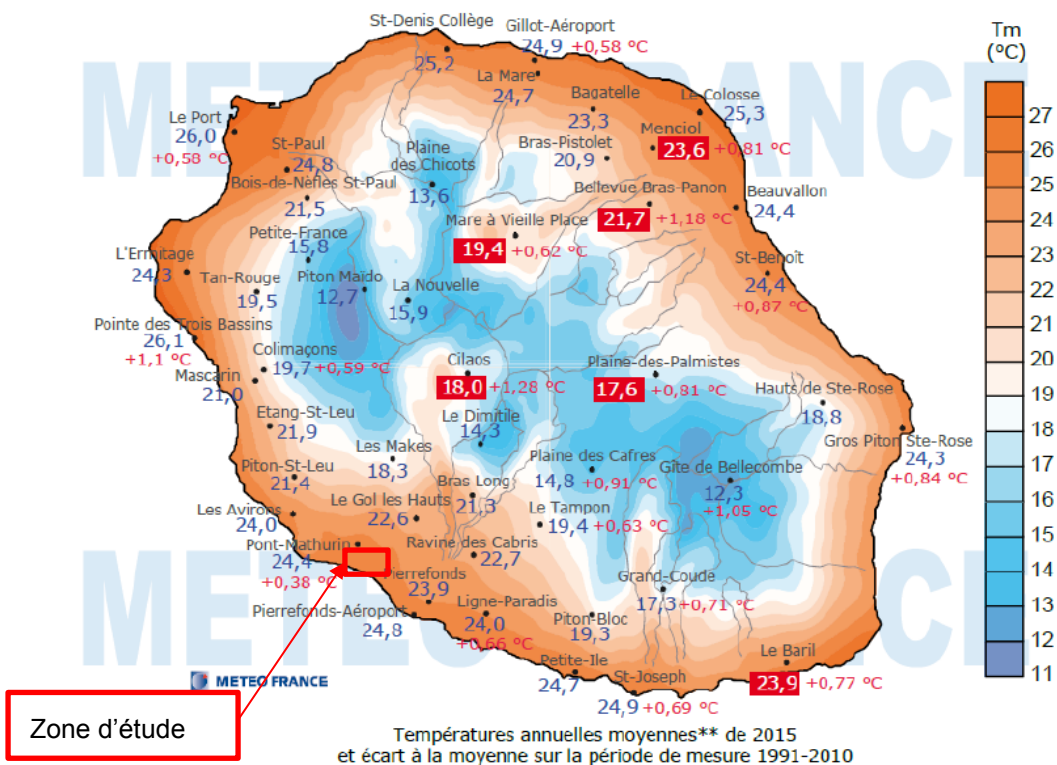 St-Denis Collège
25,2
Gillot-Aéroport
24,9 +0,58 °C
Tm
(°C)
La Mare
24,7
Bagatelle
23,3
Le Colosse
25,3
Le Port
26,0
+0,58 °C
St-Paul
24,8
Plaine
des Chicots
13,6
Bras-Pistolet
20,9
Menciol
23,6 +0,81 °C
Bois-de-Nèfles St-Paul
21,5
Bellevue Bras-Panon
21,7 +1,18 °C
Beauvallon
24,4
Mare à Vieille Place
19,4 +0,62 °C
Petite-France
15,8
L'Ermitage
24,3
Tan-Rouge
19,5
Piton Maïdo
12,7
La Nouvelle
15,9
St-Benoît
24,4
+0,87 °C
Pointe des Trois Bassins
26,1
+1,1 °C
Colimaçons
19,7 +0,59 °C
Mascarin
21,0
Cilaos
18,0 +1,28 °C
Plaine-des-Palmistes
17,6 +0,81 °C
Hauts de Ste-Rose
18,8
Etang-St-Leu
21,9
Le Dimitile
14,3
Les Makes
18,3
Plaine des Cafres
14,8 +0,91 °C
Gîte de Bellecombe
12,3
+1,05 °C
Gros Piton Ste-Rose
24,3
+0,84 °C
Piton-St-Leu
21,4
Bras Long
21,3
Le Gol les Hauts
22,6
Le Tampon
19,4 +0,63 °C
Les Avirons
24,0
Pont-Mathurin
24,4
+0,38 °C
Ravine des Cabris
22,7
Pierrefonds
23,9
Grand-Coude
17,3 +0,71 °C
Pierrefonds-Aéroport
24,8
Ligne-Paradis
24,0
+0,66 °C
Piton-Bloc
19,3
Petite-Ile
24,7
St-Joseph
24,9 +0,69 °C
Le Baril
23,9 +0,77 °C
27
26
25
24
23
22
21
20
19
18
17
16
15
14
13
12
11
METEO FRANCE
METEO FRANCE
METEO FRANCE
Zone d'étude
Températures annuelles moyennes** de 2015
et écart à la moyenne sur la période de mesure 1991-2010